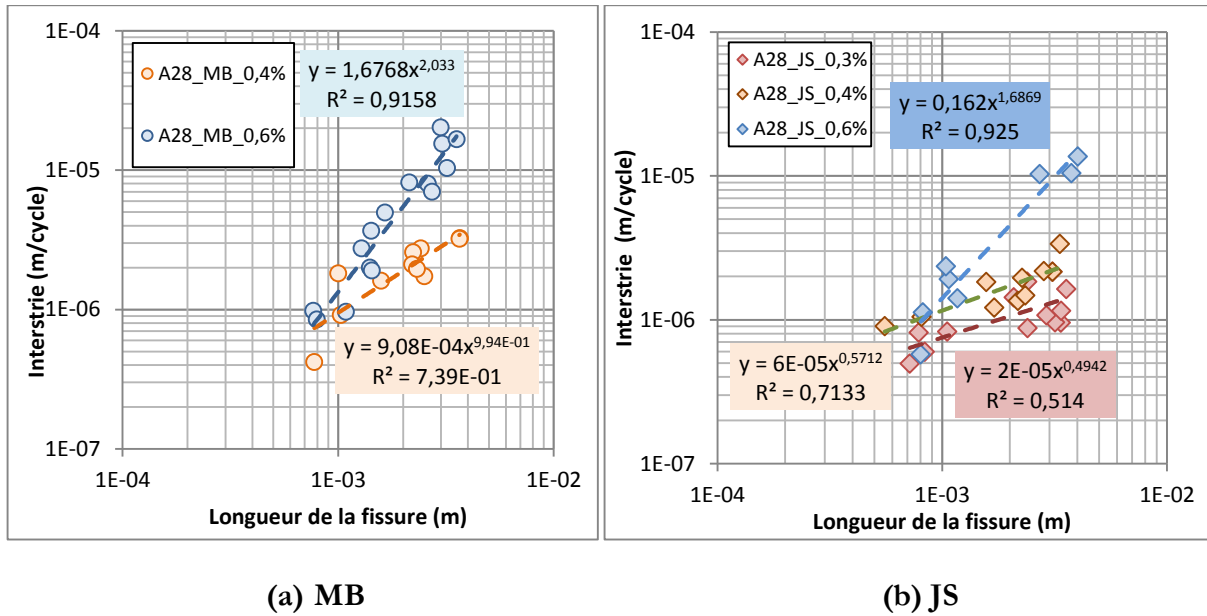 1E-04
1E-05
1E-06
1E-07
Interstrie (m/cycle)
A28_MB_0,4%
A28_MB_0,6%
y = 1,6768x^2,033
R² = 0,9158
y = 9,08E-04x^9,94E-01
R² = 7,39E-01
1E-04 1E-03 1E-02
Longueur de la fissure (m)
(a) MB
1E-04
1E-05
1E-06
1E-07
Interstrie (m/cycle)
A28_JS_0,3%
A28_JS_0,4%
A28_JS_0,6%
y = 0,162x^1,6869
R² = 0,925
y = 6E-05x^0,5712
R² = 0,7133
y = 2E-05x^0,4942
R² = 0,514
1E-04 1E-03 1E-02
Longueur de la fissure (m)
(b) JS